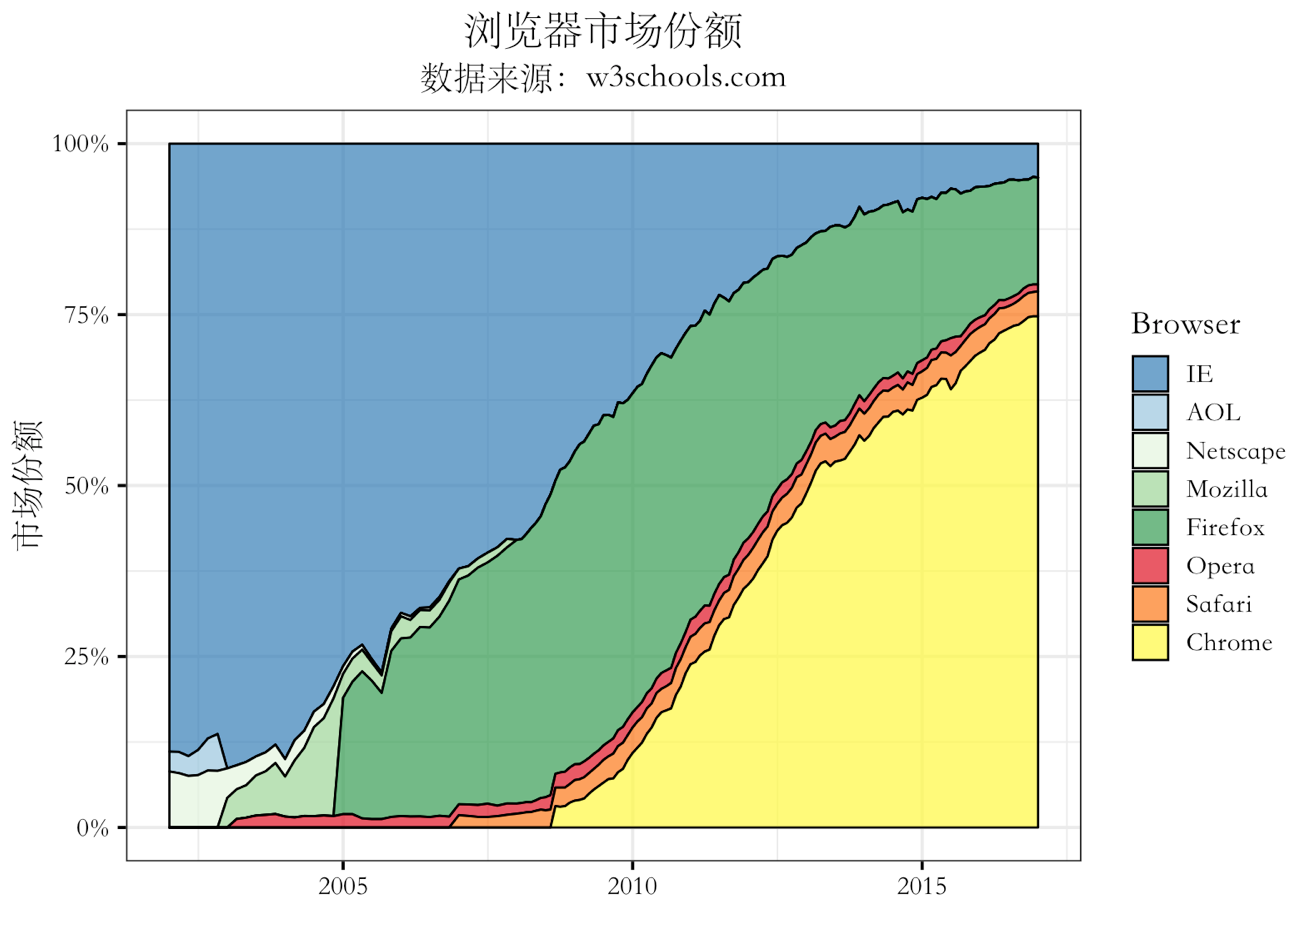 浏览器市场份额
数据来源：w3schools.com
市场份额
100%
75%
50%
25%
0%
2005
2010
2015
Browser
IE
AOL
Netscape
Mozilla
Firefox
Opera
Safari
Chrome